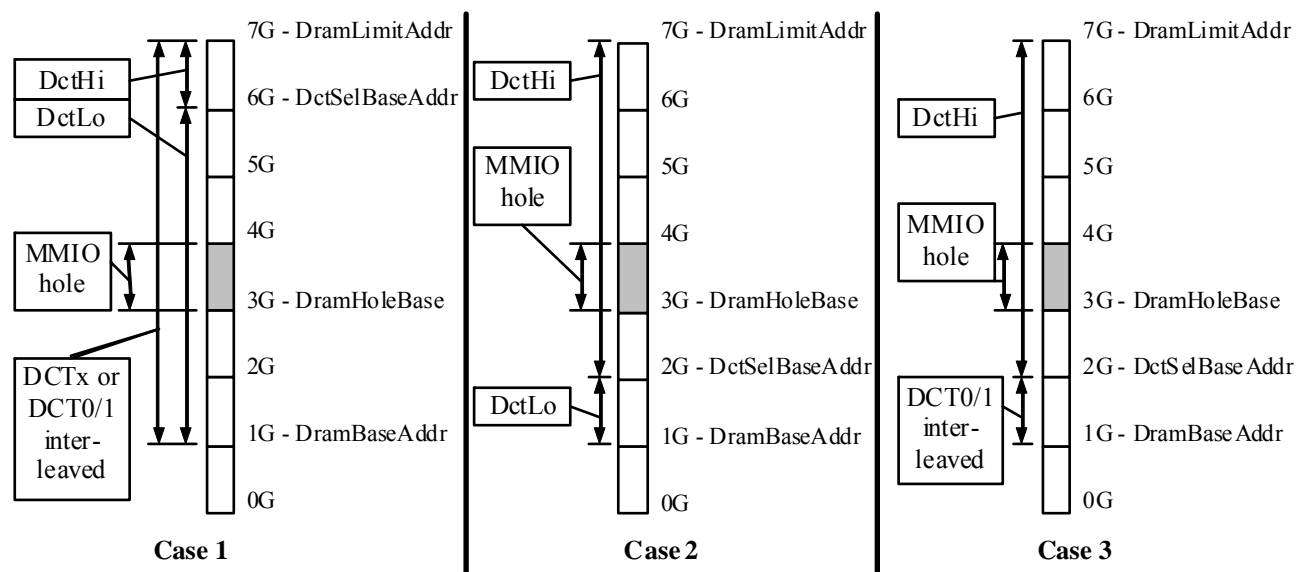 7G - DramLimitAddr
DctHi
6G - DctSelBaseAddr
DctLo
5G
4G
MMIO
hole
3G - DramHoleBase
2G
DCTx or
DCT0/1
inter-
leaved
1G - DramBaseAddr
0G
Case 1
7G - DramLimitAddr
DctHi
6G
MMIO
hole
5G
4G
3G - DramHoleBase
2G - DctSelBaseAddr
DctLo
1G - DramBaseAddr
0G
Case 2
7G - DramLimitAddr
6G
DctHi
5G
MMIO
hole
4G
3G - DramHoleBase
2G - DctSelBaseAddr
DCT0/1
inter-
leaved
1G - DramBaseAddr
0G
Case 3